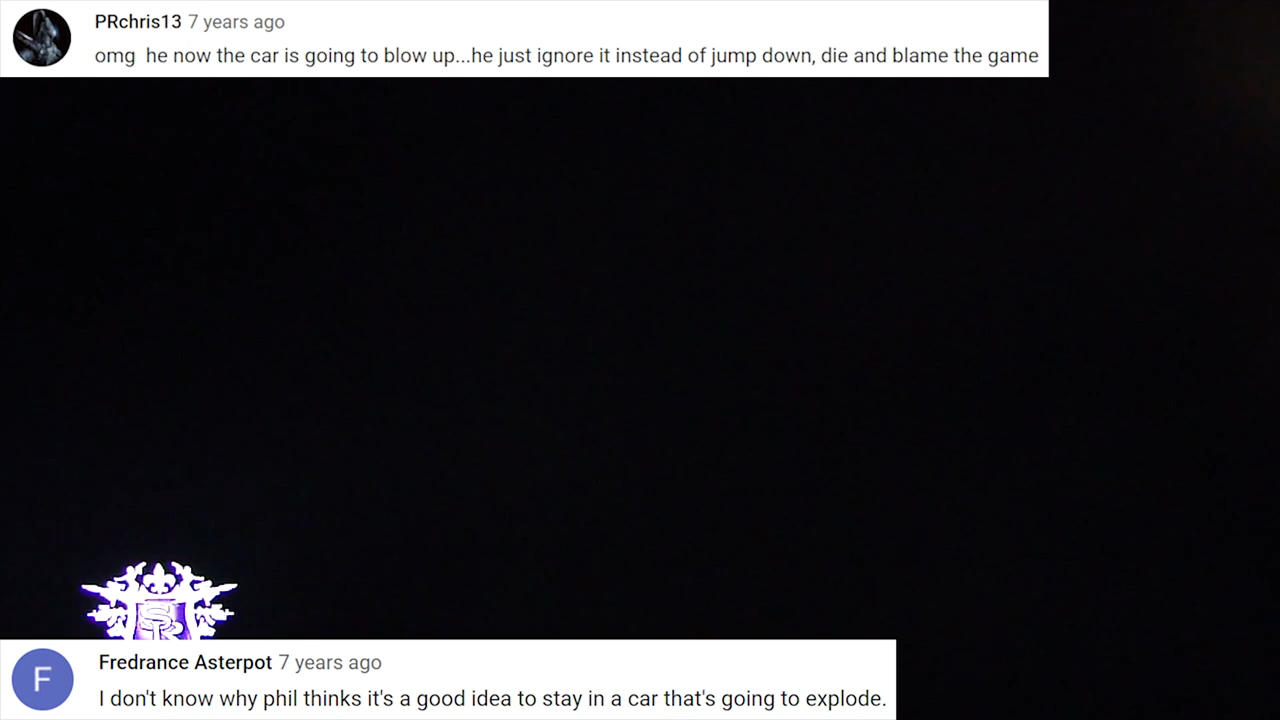 PRchris13 7 years ago
omg  he now the car is going to blow up...he just ignore it instead of jump down, die and blame the game
SR
F
Fredrance Asterpot 7 years ago
I don't know why phil thinks it's a good idea to stay in a car that's going to explode.